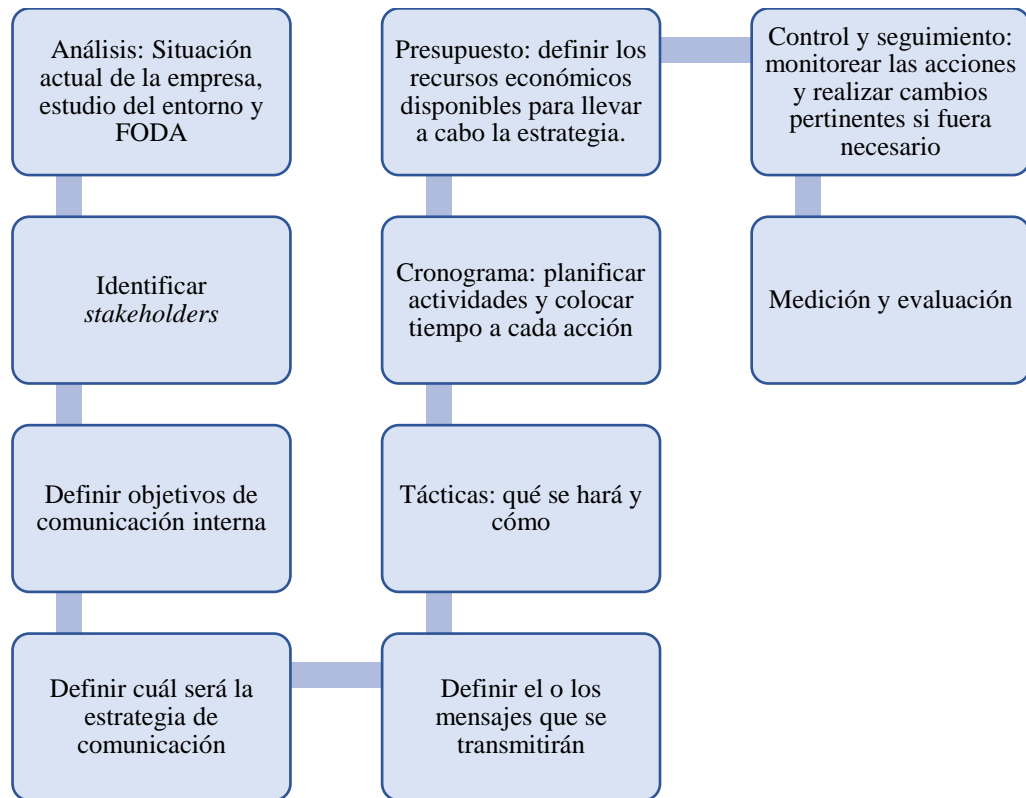 Análisis: Situación
actual de la empresa,
estudio del entorno y
FODA
Identificar
stakeholders
Definir objetivos de
comunicación interna
Definir cuál será la
estrategia de
comunicación
Definir el o los
mensajes que se
transmitirán
Tácticas: qué se hará y
cómo
Cronograma: planificar
actividades y colocar
tiempo a cada acción
Presupuesto: definir los
recursos económicos
disponibles para llevar
a cabo la estrategia.
Control y seguimiento:
monitorear las acciones
y realizar cambios
pertinentes si fuera
necesario
Medición y evaluación